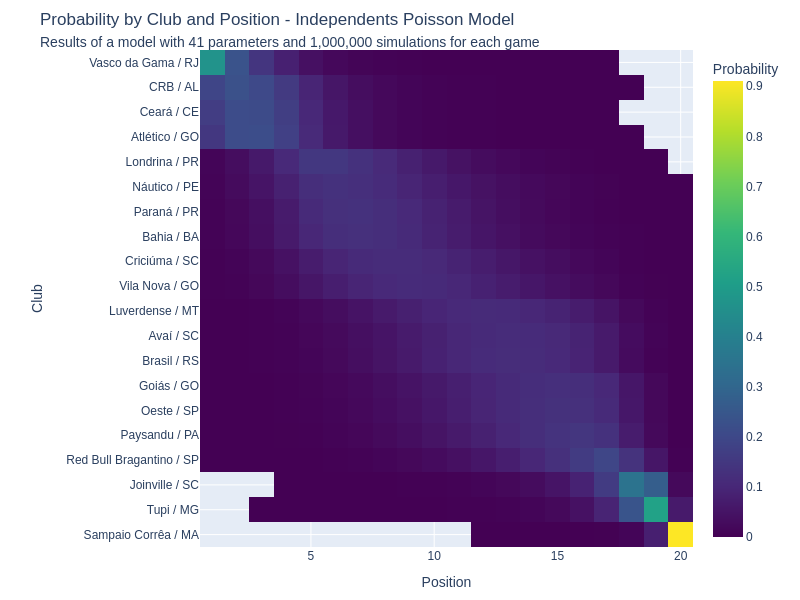 Probability by Club and Position - Independents Poisson Model
Results of a model with 41 parameters and 1,000,000 simulations for each game
Probability
Vasco da Gama / RJ
CRB / AL
Ceará / CE
Atlético / GO
Londrina / PR
Náutico / PE
Paraná / PR
Bahia / BA
Criciúma / SC
Vila Nova / GO
Luverdense / MT
Avaí / SC
Brasil / RS
Goiás / GO
Oeste / SP
Paysandu / PA
Red Bull Bragantino / SP
Joinville / SC
Tupi / MG
Sampaio Corrêa / MA
Club
5
10
15
20
Position
0.9
0.8
0.7
0.6
0.5
0.4
0.3
0.2
0.1
0